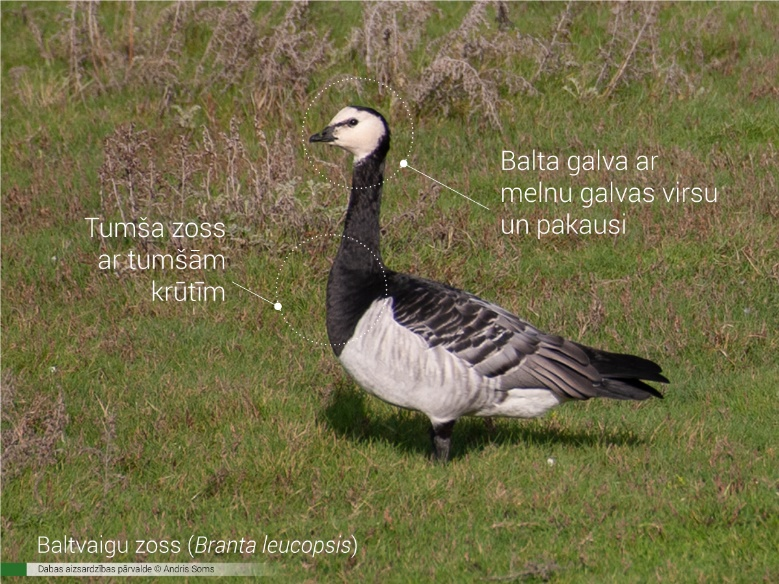 Balta galva ar
melnu galvas virsu
un pakausi
Tumša zoss
ar tumšām
krūtīm
Baltvaigu zoss (Branta leucopsis)
Dabas aizsardzības pārvalde © Andris Soms